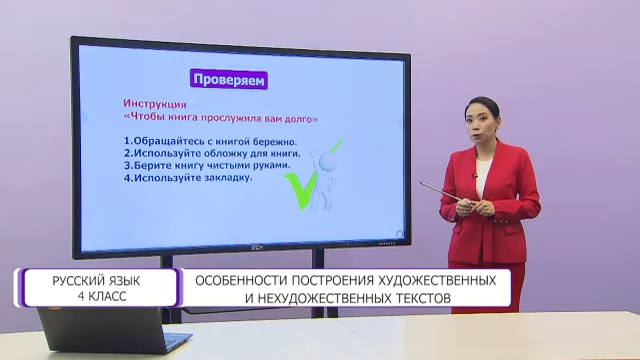 Проверяем
Инструкция
«Чтобы книга прослужила вам долго»
1.Обращайтесь с книгой бережно.
2.Используйте обложку для книги.
3.Берите книгу чистыми руками.
4.Используйте закладку.
РУССКИЙ ЯЗЫК
4 КЛАСС
ОСОБЕННОСТИ ПОСТРОЕНИЯ ХУДОЖЕСТВЕННЫХ
И НЕХУДОЖЕСТВЕННЫХ ТЕКСТОВ